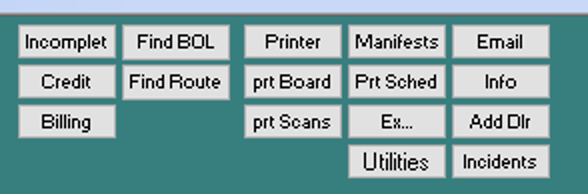 Incomplet Find BOL Printer Manifests Email
Credit Find Route prt Board Prt Sched Info
Billing prt Scans Ex... Add Dlr
Utilities Incidents